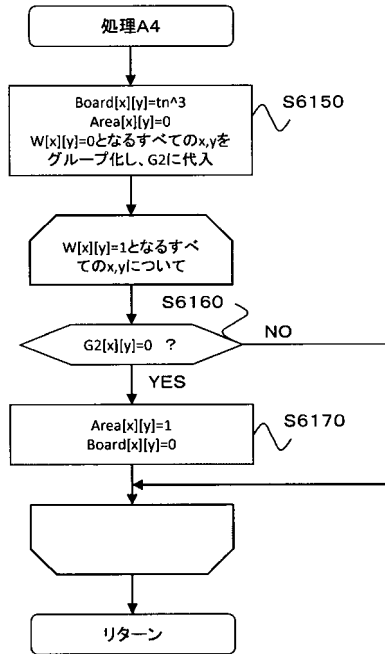 処理A4
Board[x][y]=tn^3
Area[x][y]=0
W[x][y]=0となるすべてのx,yを
グループ化し、G2に代入
S6150
W[x][y]=1となるすべ
てのx,yについて
S6160
G2[x][y]=0 ?
NO
YES
S6170
Area[x][y]=1
Board[x][y]=0
リターン